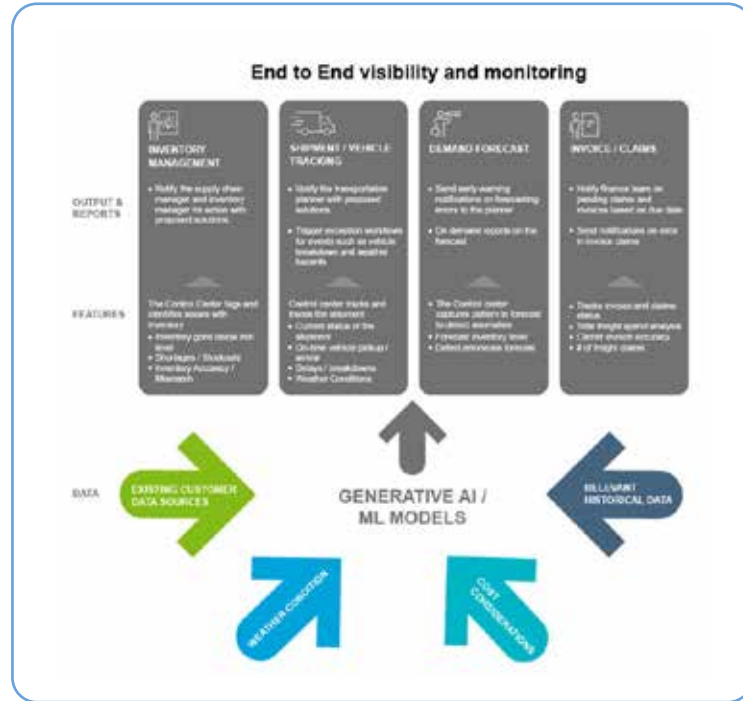 End to End visibility and monitoring
INVENTORY
MANAGEMENT
SHIPMENT / VEHICLE
TRACKING
DEMAND FORECAST
INVOICE / CLAIMS
OUTPUT &
REPORTS
• Notify the supply chain
manager and inventory
manager for action with
proposed solutions
• Notify the transportation
planner with proposed
solutions
• Trigger exception workflow
for events such as vehicle
breakdown and weather
hazards
• Send early-warning
notifications on forecasting
errors to the planner
• On demand reports on the
forecast
• Notify finance team on
pending claims and
invoices based on due date
• Send notifications on error
in invoice claims
FEATURES
The Control Center tags and
identifies issues with
inventory
• Inventory gone below min
level
• Shortages / Stockouts
• Inventory Accuracy /
Mismatch
Control center tracks and
traces the shipment
• Current status of the
shipment
• On-time vehicle pickup /
arrival
• Delays / breakdowns
• Weather Conditions
• The Control center
captures pattern in forecast
to detect anomalies
• Forecast inventory level
• Detect erroneous forecast
• Tracks invoice and claims
status
• Total freight spend analysis
• Carrier invoice accuracy
• # of freight claims
DATA
EXISTING CUSTOMER
DATA SOURCES
GENERATIVE AI /
ML MODELS
RELEVANT
HISTORICAL DATA
WEATHER CONDITION
COST
CONSIDERATIONS